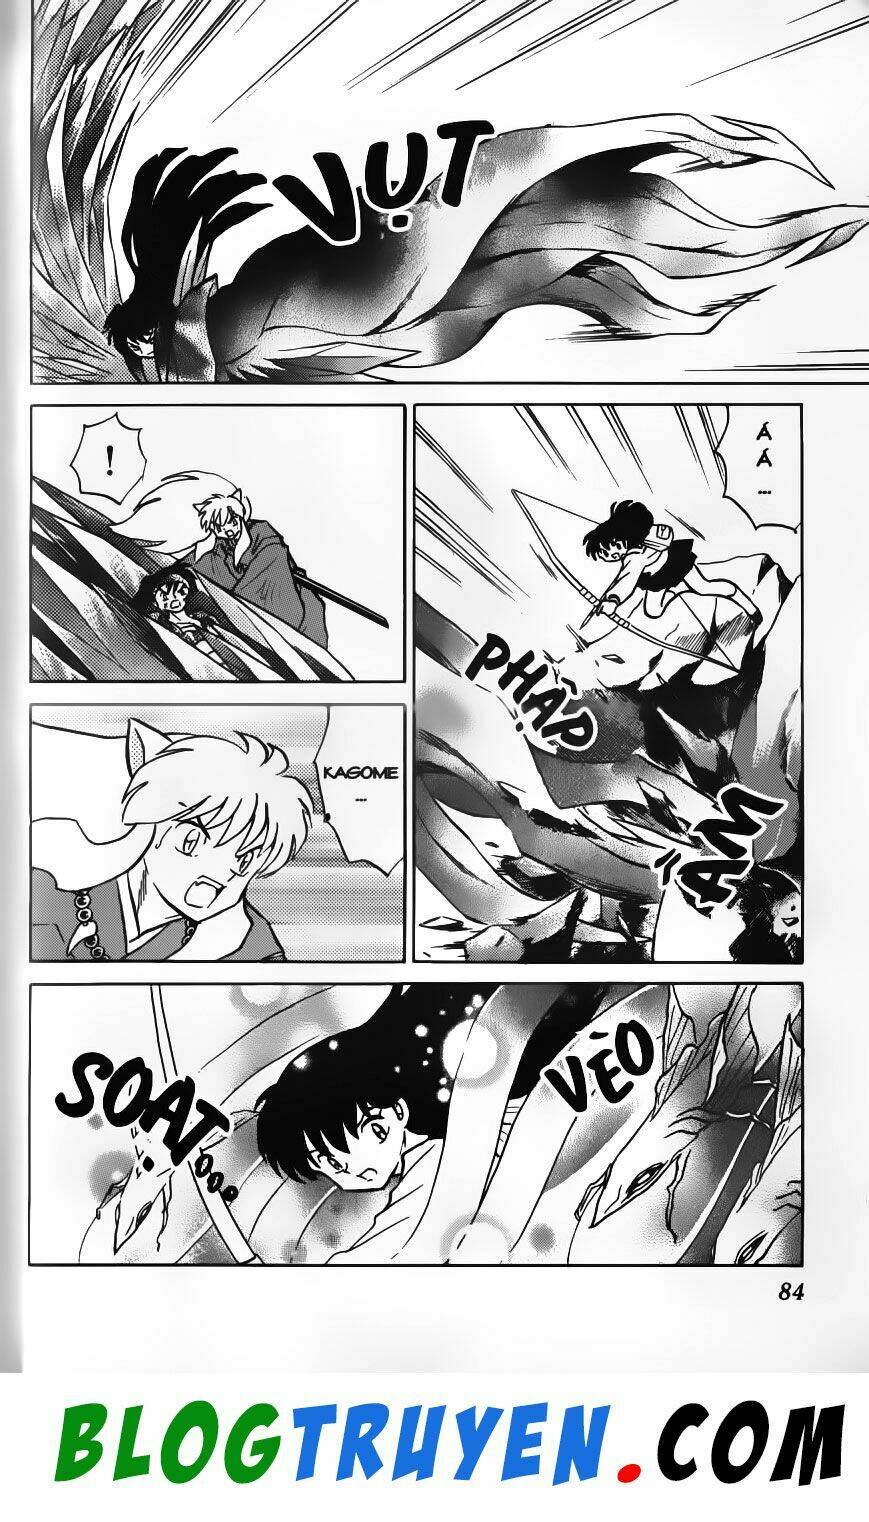 VỤT
!
Á
Á
...
PHẬP
ẦM
KAGOME
...
SOẠT...
VÈO
84
BLOGTRUYEN.COM